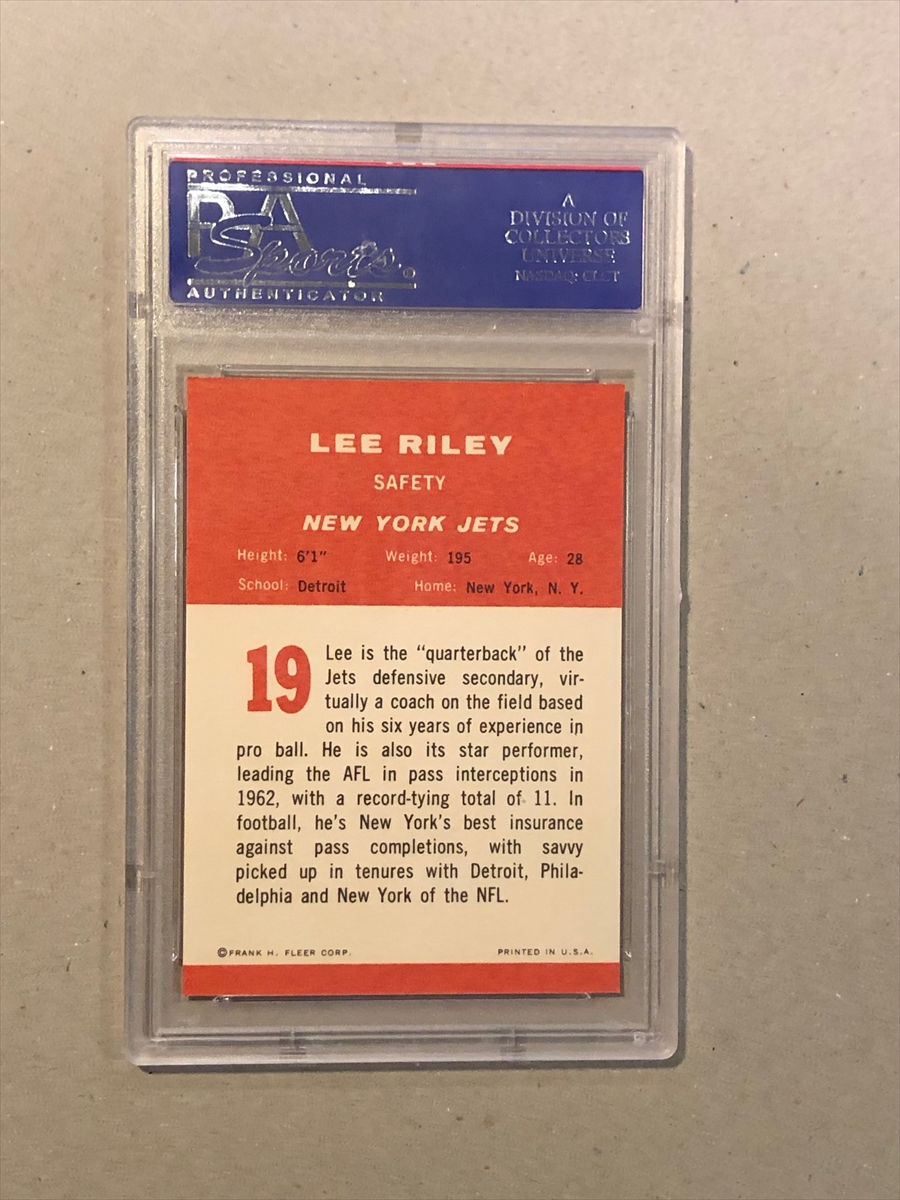 PROFESSIONAL
PSA
Sports.
AUTHENTICATOR
A
DIVISION OF
COLLECTORS
UNIVERSE
NASDAQ: CLCT
LEE RILEY
SAFETY
NEW YORK JETS
Height: 6'1" Weight: 195 Age: 28
School: Detroit Home: New York, N. Y.
19 Lee is the "quarterback" of the
Jets defensive secondary, vir-
tually a coach on the field based
on his six years of experience in
pro ball. He is also its star performer,
leading the AFL in pass interceptions in
1962, with a record-tying total of 11. In
football, he's New York's best insurance
against pass completions, with savvy
picked up in tenures with Detroit, Phila-
delphia and New York of the NFL.
©FRANK H. FLEER CORP. PRINTED IN U.S.A.